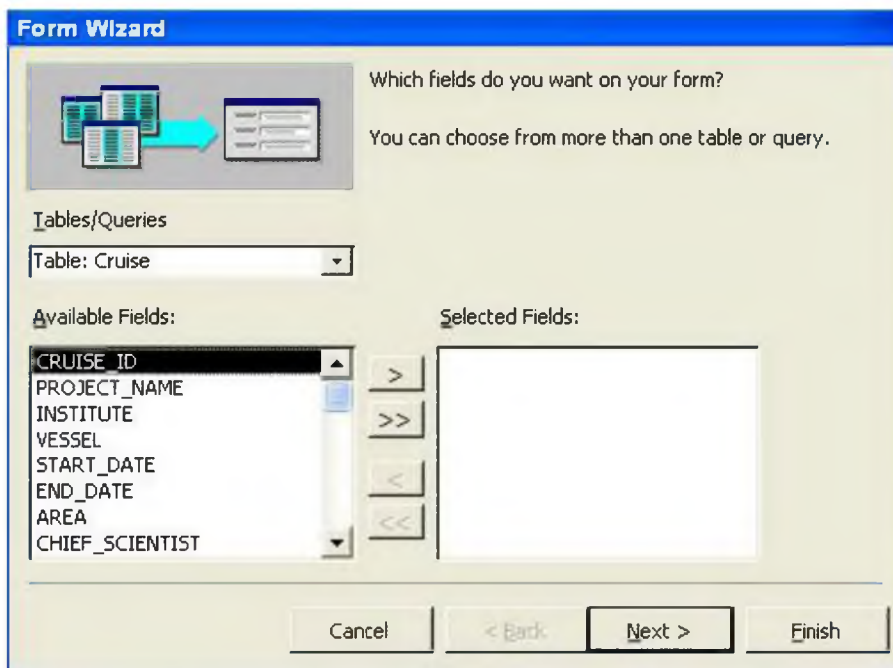 Form Wizard
Which fields do you want on your form?
You can choose from more than one table or query.
Tables/Queries
Table: Cruise
Available Fields:
Selected Fields:
CRUISE_ID
PROJECT_NAME
INSTITUTE
VESSEL
START_DATE
END_DATE
AREA
CHIEF_SCIENTIST
>
>>
<
<<
Cancel
< Back
Next >
Finish